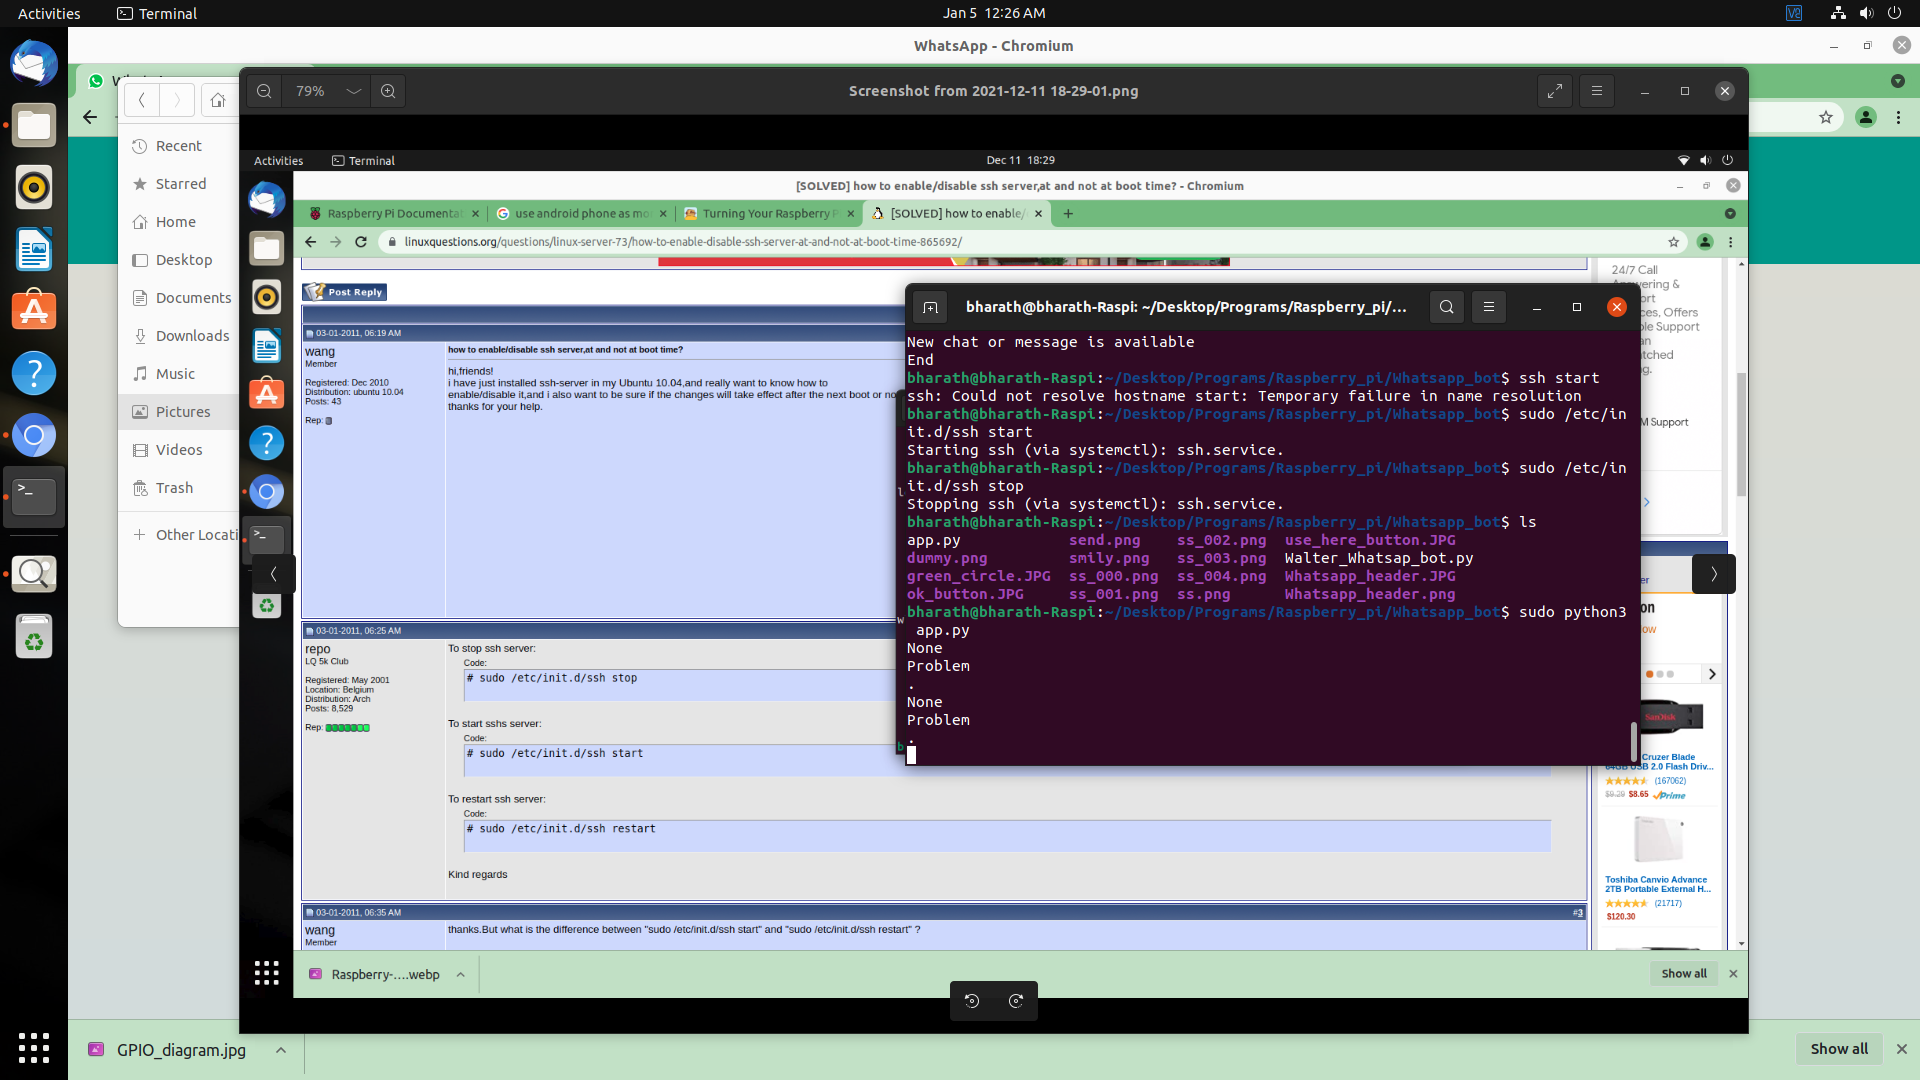 Activities
Terminal
Jan 5 12:26 AM
WhatsApp - Chromium
79%
Screenshot from 2021-12-11 18-29-01.png
Recent
Starred
Home
Desktop
Documents
Downloads
Music
Pictures
Videos
Trash
Other Locati
Activities
Terminal
Dec 11 18:29
[SOLVED] how to enable/disable ssh server,at and not at boot time? - Chromium
Raspberry Pi Documentat
use android phone as mo
Turning Your Raspberry P
[SOLVED] how to enable/
linuxquestions.org/questions/linux-server-73/how-to-enable-disable-ssh-server-at-and-not-at-boot-time-865692/
Post Reply
03-01-2011, 06:19 AM
wang
Member
Registered: Dec 2010
Distribution: ubuntu 10.04
Posts: 43
Rep:
how to enable/disable ssh server,at and not at boot time?
hi,friends!
i have just installed ssh-server in my Ubuntu 10.04,and really want to know how to
enable/disable it,and i also want to be sure if the changes will take effect after the next boot or no
thanks for your help.
03-01-2011, 06:25 AM
repo
LQ 5k Club
Registered: May 2001
Location: Belgium
Distribution: Arch
Posts: 8,529
Rep:
To stop ssh server:
Code:
# sudo /etc/init.d/ssh stop
To start sshs server:
Code:
# sudo /etc/init.d/ssh start
To restart ssh server:
Code:
# sudo /etc/init.d/ssh restart
Kind regards
03-01-2011, 06:35 AM
#3
wang
Member
thanks.But what is the difference between "sudo /etc/init.d/ssh start" and "sudo /etc/init.d/ssh restart" ?
bharath@bharath-Raspi: ~/Desktop/Programs/Raspberry_pi/...
New chat or message is available
End
bharath@bharath-Raspi:~/Desktop/Programs/Raspberry_pi/Whatsapp_bot$ ssh start
ssh: Could not resolve hostname start: Temporary failure in name resolution
bharath@bharath-Raspi:~/Desktop/Programs/Raspberry_pi/Whatsapp_bot$ sudo /etc/in
it.d/ssh start
Starting ssh (via systemctl): ssh.service.
bharath@bharath-Raspi:~/Desktop/Programs/Raspberry_pi/Whatsapp_bot$ sudo /etc/in
it.d/ssh stop
Stopping ssh (via systemctl): ssh.service.
bharath@bharath-Raspi:~/Desktop/Programs/Raspberry_pi/Whatsapp_bot$ ls
app.py send.png ss_002.png use_here_button.JPG
dummy.png smily.png ss_003.png Walter_Whatsap_bot.py
green_circle.JPG ss_000.png ss_004.png Whatsapp_header.JPG
ok_button.JPG ss_001.png ss.png Whatsapp_header.png
bharath@bharath-Raspi:~/Desktop/Programs/Raspberry_pi/Whatsapp_bot$ sudo python3
app.py
None
Problem
.
None
Problem
.
24/7 Call
Answering &
ort
ces, Offers
ble Support
an
tched
ng,
M Support
er
on
ow
SanDisk
Cruzer Blade
64GB USB 2.0 Flash Driv...
(167062)
$9.29 $8.65 Prime
Toshiba Canvio Advance
2TB Portable External H...
(21717)
$120.30
Raspberry-....webp
Show all
GPIO_diagram.jpg
Show all